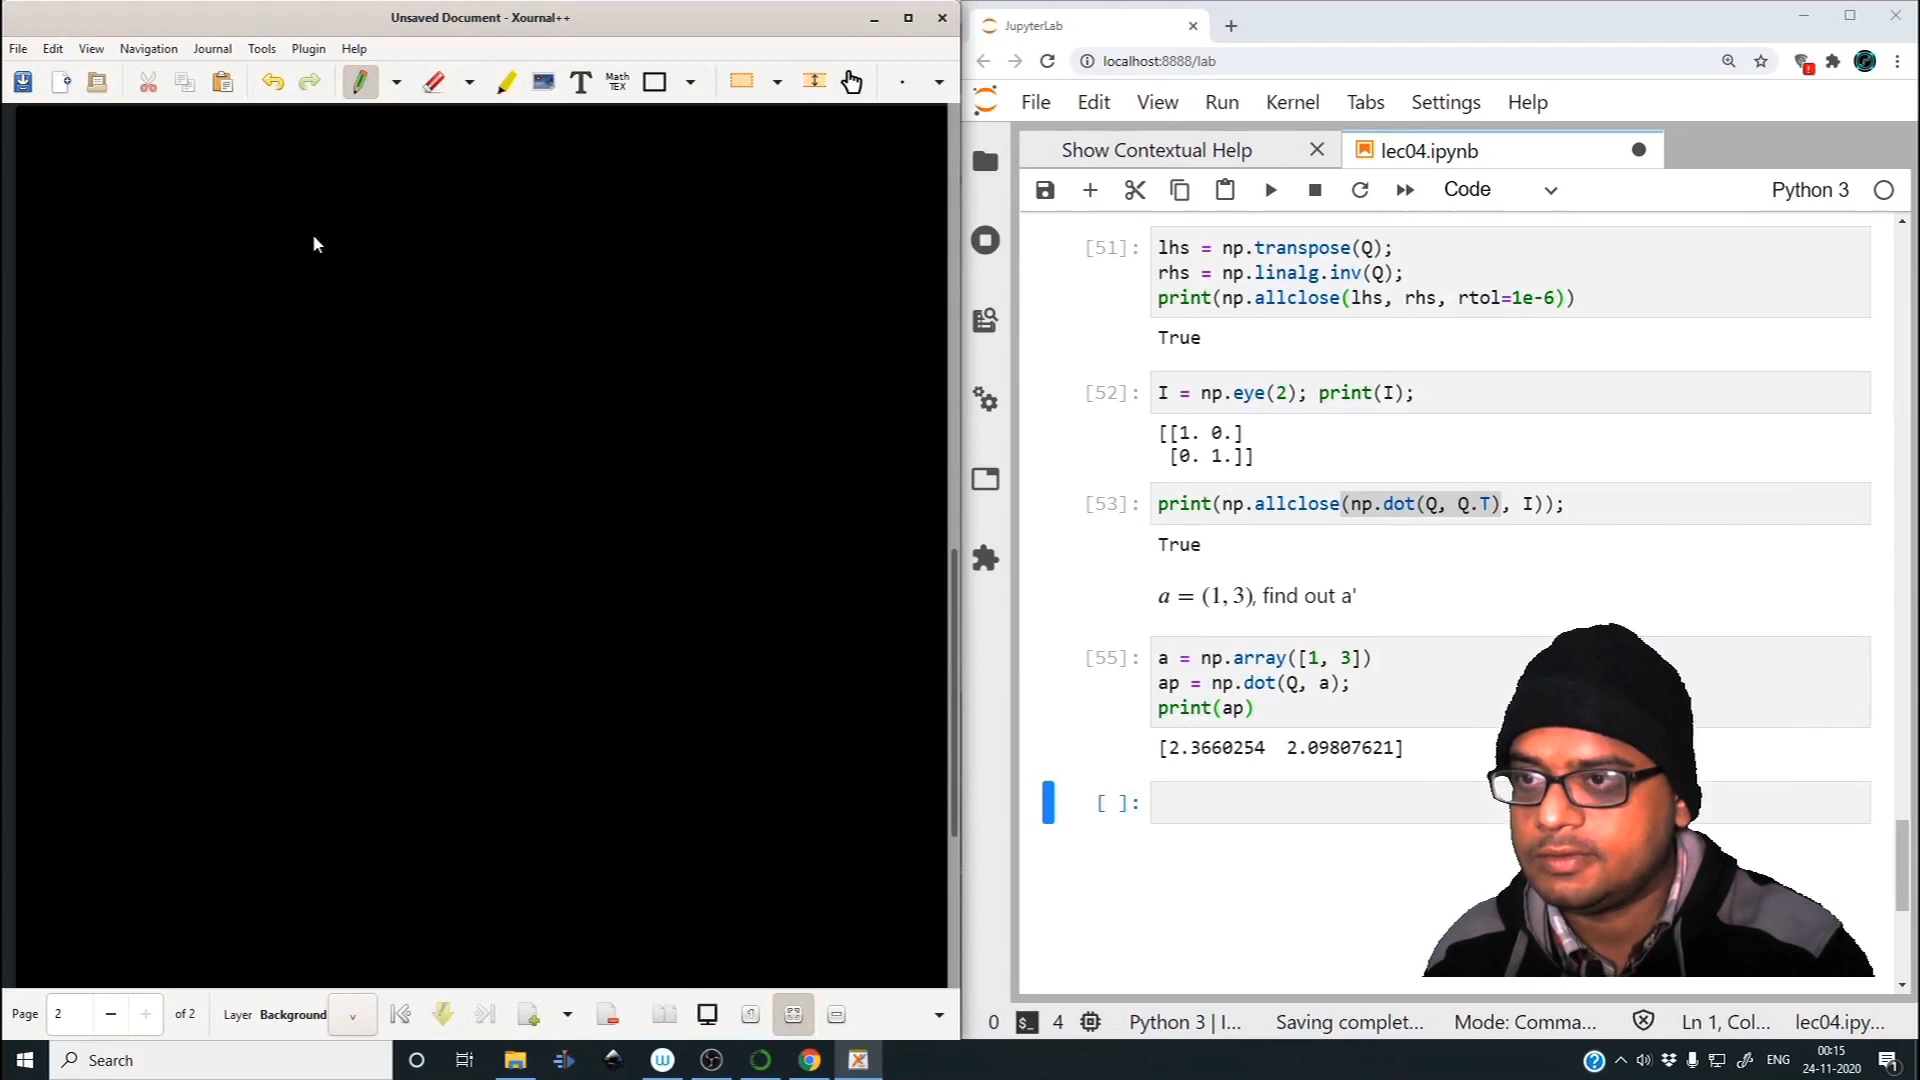 Unsaved Document - Xournal++
File Edit View Navigation Journal Tools Plugin Help
Math TEX
Page 2 of 2 Layer Background
JupyterLab
localhost:8888/lab
File Edit View Run Kernel Tabs Settings Help
Show Contextual Help
lec04.ipynb
Code
Python 3
[51]:
lhs = np.transpose(Q);
rhs = np.linalg.inv(Q);
print(np.allclose(lhs, rhs, rtol=1e-6))
True
[52]:
I = np.eye(2); print(I);
[[1. 0.]
[0. 1.]]
[53]:
print(np.allclose(np.dot(Q, Q.T), I));
True
a = (1, 3), find out a'
[55]:
a = np.array([1, 3])
ap = np.dot(Q, a);
print(ap)
[2.3660254 2.09807621]
[ ]:
0 4 Python 3 | I... Saving complet... Mode: Comma... Ln 1, Col... lec04.ipy...
Search
ENG
00:15
24-11-2020
1